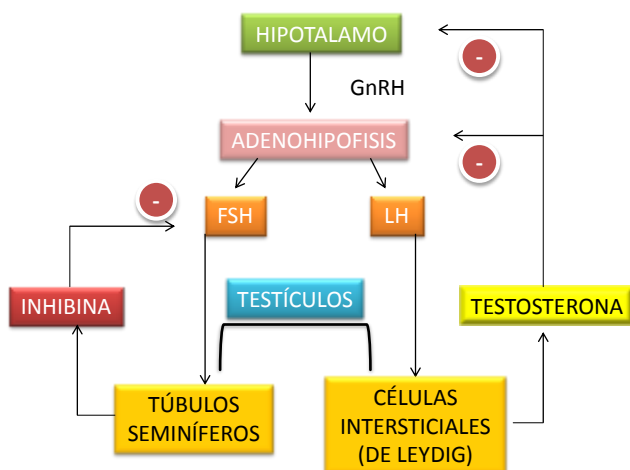 HIPOTALAMO
-
GnRH
ADENOHIPOFISIS
-
-
FSH
LH
TESTÍCULOS
INHIBINA
TESTOSTERONA
TÚBULOS
SEMINÍFEROS
CÉLULAS
INTERSTICIALES
(DE LEYDIG)